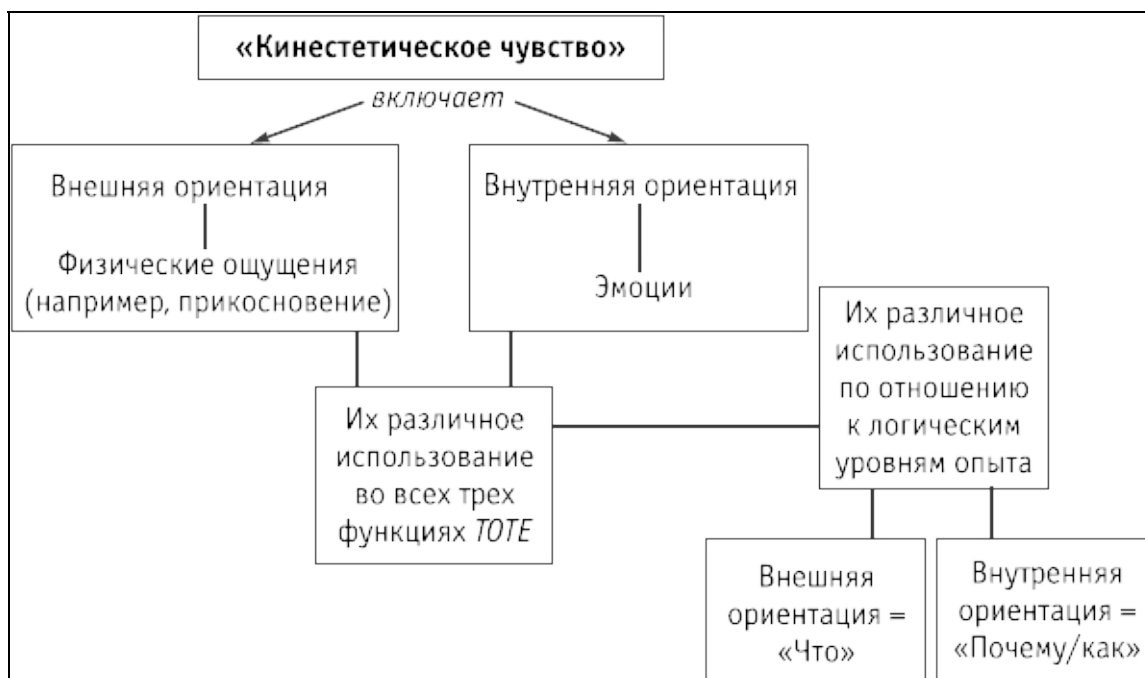 «Кинестетическое чувство»
включает
Внешняя ориентация
Физические ощущения
(например, прикосновение)
Внутренняя ориентация
Эмоции
Их различное
использование
во всех трех
функциях TOTE
Их различное
использование
по отношению
к логическим
уровням опыта
Внешняя
ориентация =
«Что»
Внутренняя
ориентация =
«Почему/как»